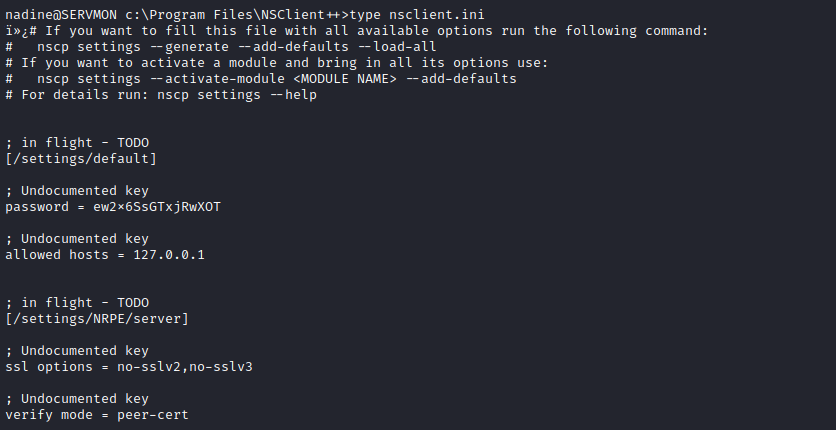 nadine@SERVMON c:\Program Files\NSClient++>type nsclient.ini
ï»¿# If you want to fill this file with all available options run the following command:
#   nscp settings --generate --add-defaults --load-all
# If you want to activate a module and bring in all its options use:
#   nscp settings --activate-module <MODULE NAME> --add-defaults
# For details run: nscp settings --help
; in flight - TODO
[/settings/default]
; Undocumented key
password = ew2x6SsGTxjRwXOT
; Undocumented key
allowed hosts = 127.0.0.1
; in flight - TODO
[/settings/NRPE/server]
; Undocumented key
ssl options = no-sslv2,no-sslv3
; Undocumented key
verify mode = peer-cert